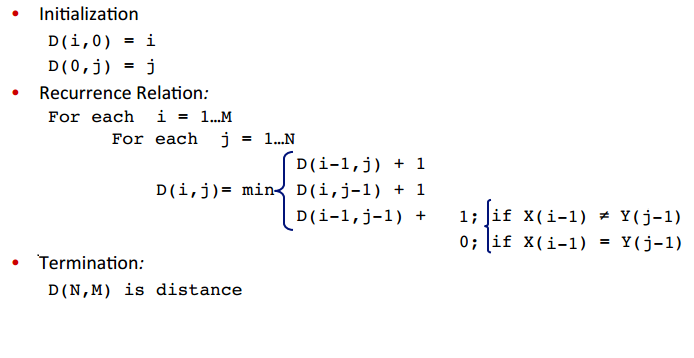 • Initialization
D(i,0) = i
D(0,j) = j
• Recurrence Relation:
For each i = 1…M
For each j = 1…N
D(i-1,j) + 1
D(i,j)= min D(i,j-1) + 1
D(i-1,j-1) + 1; if X(i-1) ≠ Y(j-1)
0; if X(i-1) = Y(j-1)
• Termination:
D(N,M) is distance